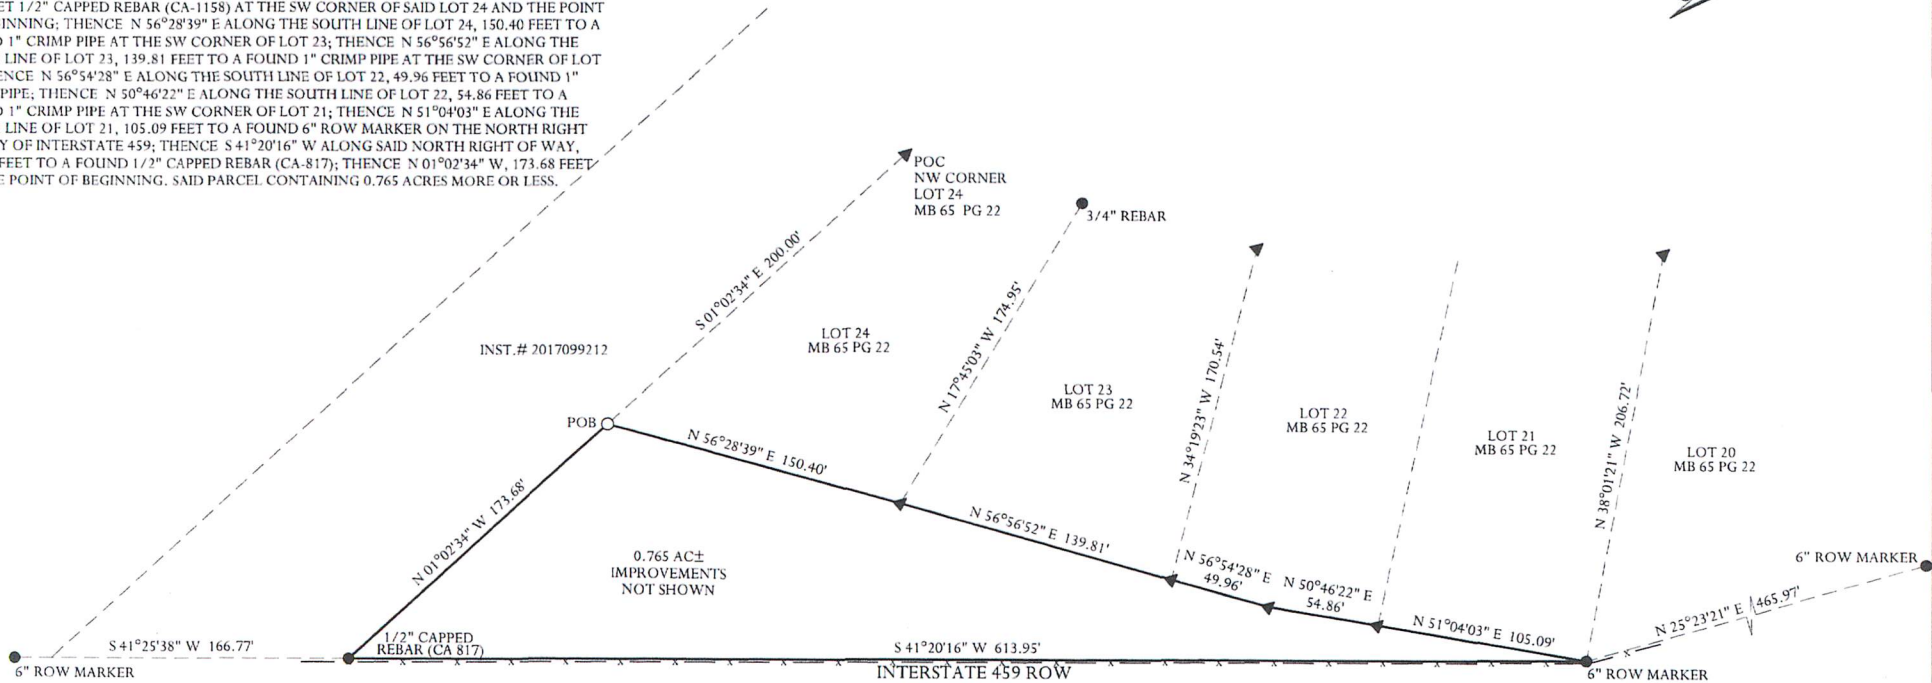 ET 1/2" CAPPED REBAR (CA-1158) AT THE SW CORNER OF SAID LOT 24 AND THE POINT
INNING; THENCE N 56°28'39" E ALONG THE SOUTH LINE OF LOT 24, 150.40 FEET TO A
1" CRIMP PIPE AT THE SW CORNER OF LOT 23; THENCE N 56°56'52" E ALONG THE
LINE OF LOT 23, 139.81 FEET TO A FOUND 1" CRIMP PIPE AT THE SW CORNER OF LOT
ENCE N 56°54'28" E ALONG THE SOUTH LINE OF LOT 22, 49.96 FEET TO A FOUND 1"
PIPE; THENCE N 50°46'22" E ALONG THE SOUTH LINE OF LOT 22, 54.86 FEET TO A
1" CRIMP PIPE AT THE SW CORNER OF LOT 21; THENCE N 51°04'03" E ALONG THE
LINE OF LOT 21, 105.09 FEET TO A FOUND 6" ROW MARKER ON THE NORTH RIGHT
Y OF INTERSTATE 459; THENCE S 41°20'16" W ALONG SAID NORTH RIGHT OF WAY,
FEET TO A FOUND 1/2" CAPPED REBAR (CA-817); THENCE N 01°02'34" W, 173.68 FEET
E POINT OF BEGINNING. SAID PARCEL CONTAINING 0.765 ACRES MORE OR LESS.
POC
NW CORNER
LOT 24
MB 65 PG 22
3/4" REBAR
S 01°02'34" E 200.00'
INST.# 2017099212
LOT 24
MB 65 PG 22
N 17°45'03" W 174.95'
LOT 23
MB 65 PG 22
N 34°19'23" W 170.54'
LOT 22
MB 65 PG 22
LOT 21
MB 65 PG 22
N 38°01'21" W 206.72'
LOT 20
MB 65 PG 22
POB
N 56°28'39" E 150.40'
N 01°02'34" W 173.68'
0.765 AC±
IMPROVEMENTS
NOT SHOWN
N 56°56'52" E 139.81'
N 56°54'28" E
49.96'
N 50°46'22" E
54.86'
N 51°04'03" E 105.09'
6" ROW MARKER
N 25°23'21" E 465.97'
S 41°25'38" W 166.77'
1/2" CAPPED
REBAR (CA 817)
S 41°20'16" W 613.95'
6" ROW MARKER
INTERSTATE 459 ROW
6" ROW MARKER